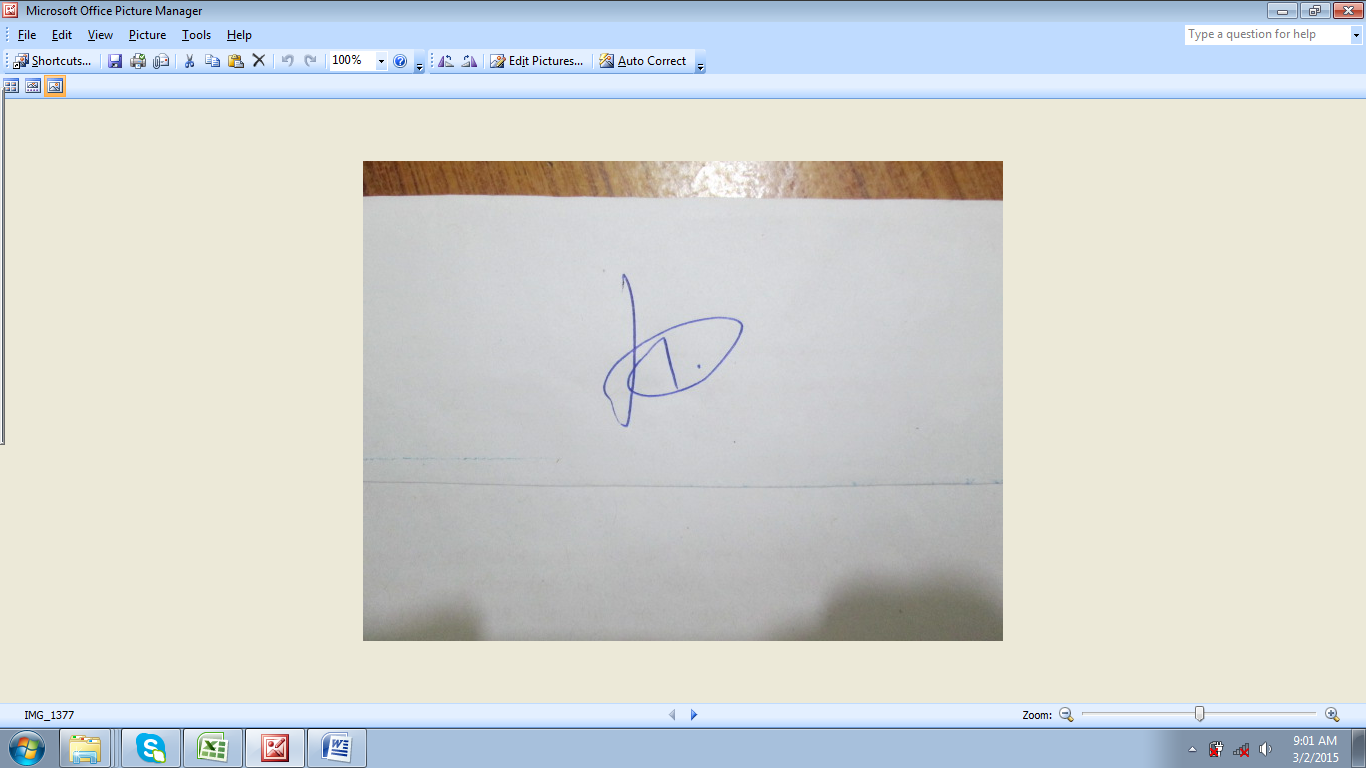 Microsoft Office Picture Manager
File Edit View Picture Tools Help
Type a question for help
Shortcuts... 100% Edit Pictures... Auto Correct
IMG_1377
Zoom:
9:01 AM
3/2/2015